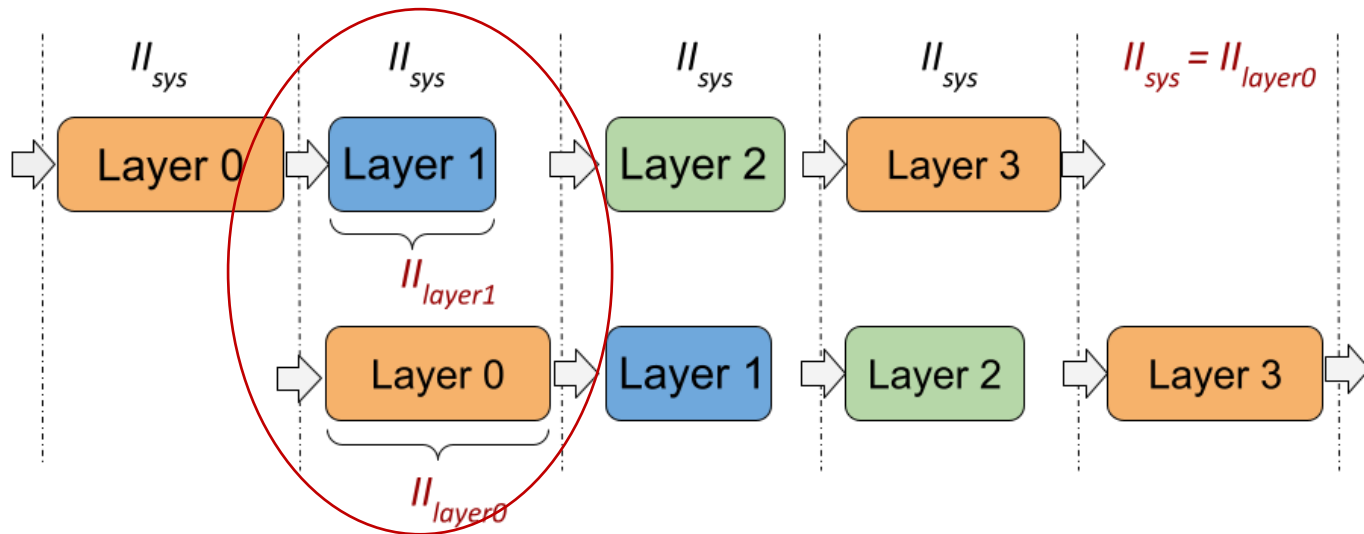 II_sys II_sys II_sys II_sys II_sys = II_layer0
Layer 0 Layer 1 Layer 2 Layer 3
II_layer1
Layer 0 Layer 1 Layer 2 Layer 3
II_layer0